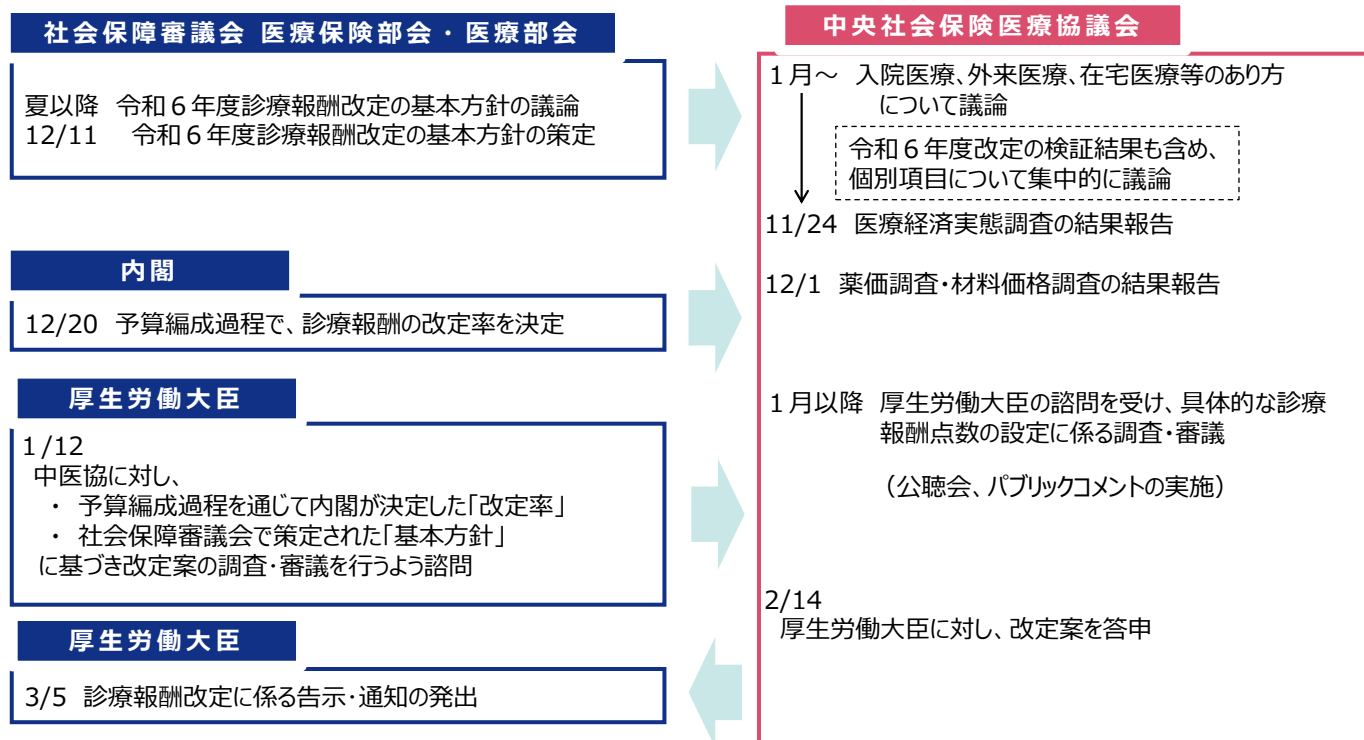 社会保障審議会 医療保険部会・医療部会
夏以降 令和６年度診療報酬改定の基本方針の議論
12/11 令和６年度診療報酬改定の基本方針の策定
内閣
12/20 予算編成過程で、診療報酬の改定率を決定
厚生労働大臣
１/12
中医協に対し、
・ 予算編成過程を通じて内閣が決定した「改定率」
・ 社会保障審議会で策定された「基本方針」
に基づき改定案の調査・審議を行うよう諮問
厚生労働大臣
3/5 診療報酬改定に係る告示・通知の発出
中央社会保険医療協議会
１月～ 入院医療、外来医療、在宅医療等のあり方
について議論
令和６年度改定の検証結果も含め、
個別項目について集中的に議論
11/24 医療経済実態調査の結果報告
12/1 薬価調査・材料価格調査の結果報告
１月以降 厚生労働大臣の諮問を受け、具体的な診療
報酬点数の設定に係る調査・審議
（公聴会、パブリックコメントの実施）
2/14
厚生労働大臣に対し、改定案を答申